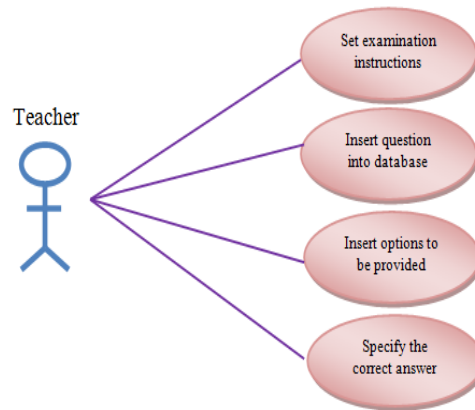 Teacher
Set examination
instructions
Insert question
into database
Insert options to
be provided
Specify the
correct answer